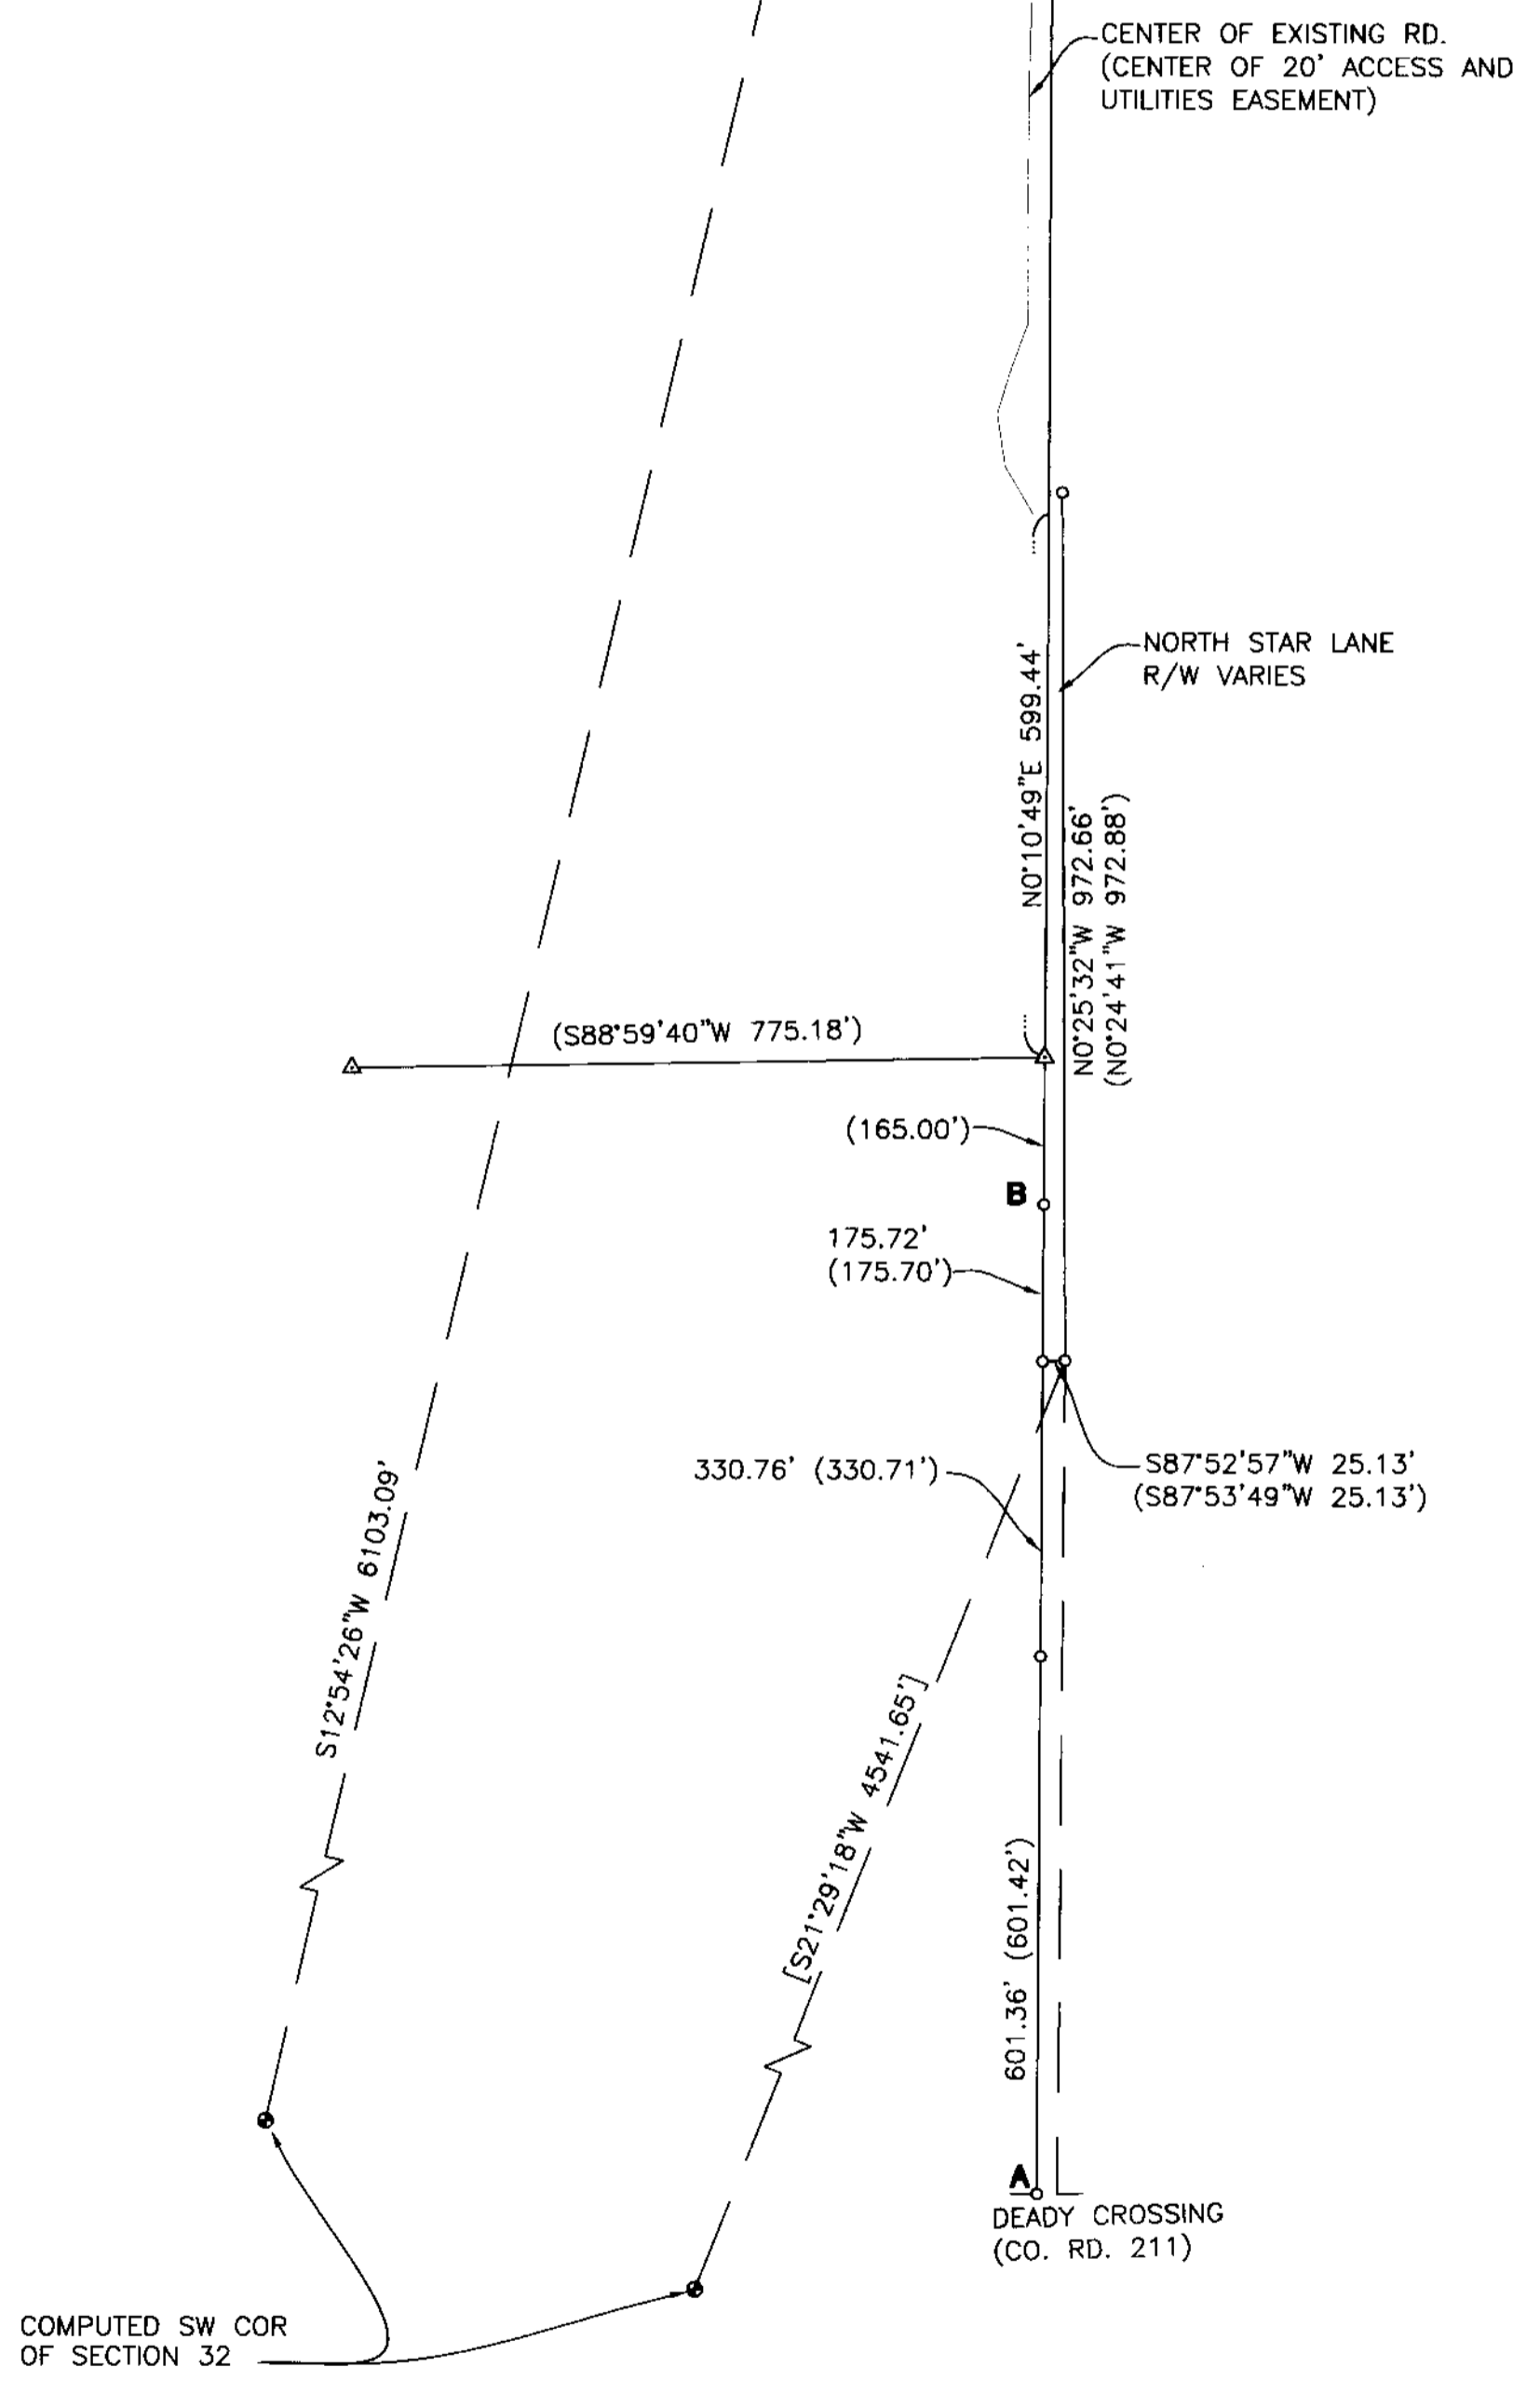 CENTER OF EXISTING RD.
(CENTER OF 20' ACCESS AND
UTILITIES EASEMENT)
NORTH STAR LANE
R/W VARIES
N0°10'49"E 599.44'
N0°25'32"W 972.66'
(N0°24'41"W 972.88')
(S88°59'40"W 775.18')
(165.00')
B
175.72'
(175.70')
330.76' (330.71')
S87°52'57"W 25.13'
(S87°53'49"W 25.13')
S12°54'26"W 6103.09'
[S21°29'18"W 4541.65']
601.36' (601.42')
A
DEADY CROSSING
(CO. RD. 211)
COMPUTED SW COR
OF SECTION 32